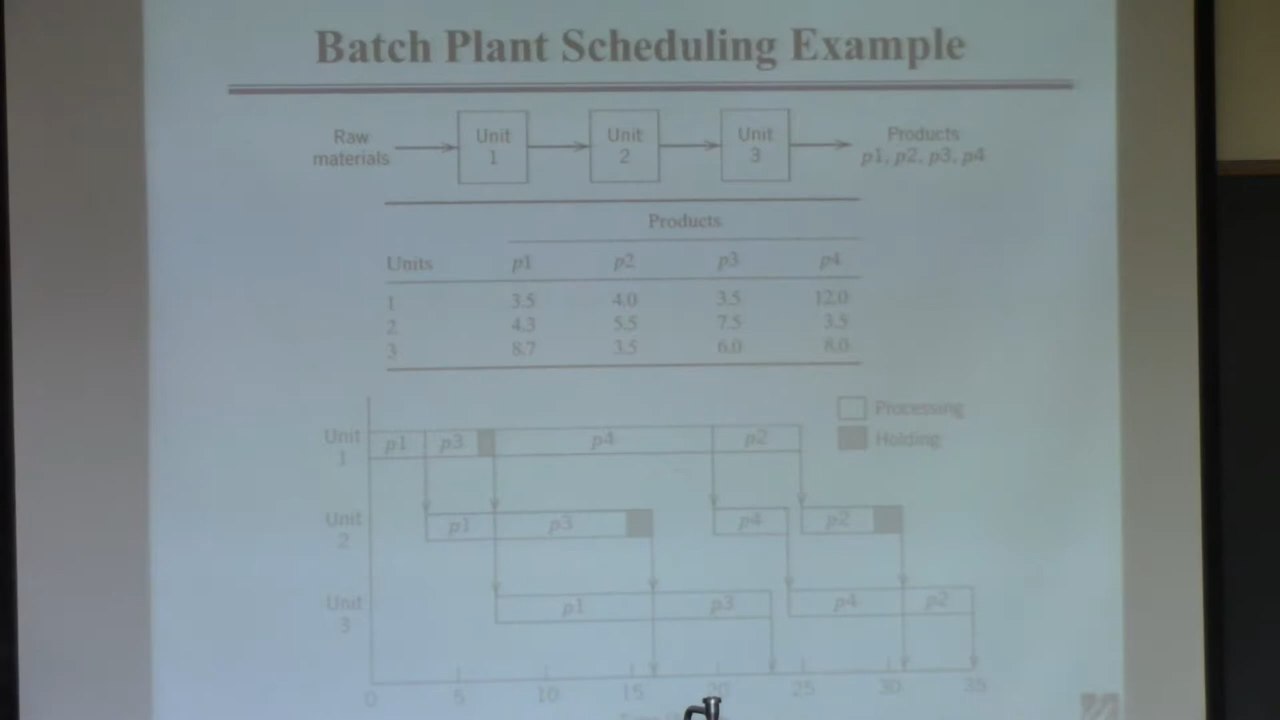 Batch Plant Scheduling Example
Raw materials
Unit 1
Unit 2
Unit 3
Products p1, p2, p3, p4
Products
Units p1 p2 p3 p4
1 3.5 4.0 3.5 12.0
2 4.3 5.5 7.5 3.5
3 8.7 3.5 6.0 8.0
Processing
Holding
Unit 1 p1 p3 p4 p2
Unit 2 p1 p3 p4 p2
Unit 3 p1 p3 p4 p2
0 5 10 15 20 25 30 35